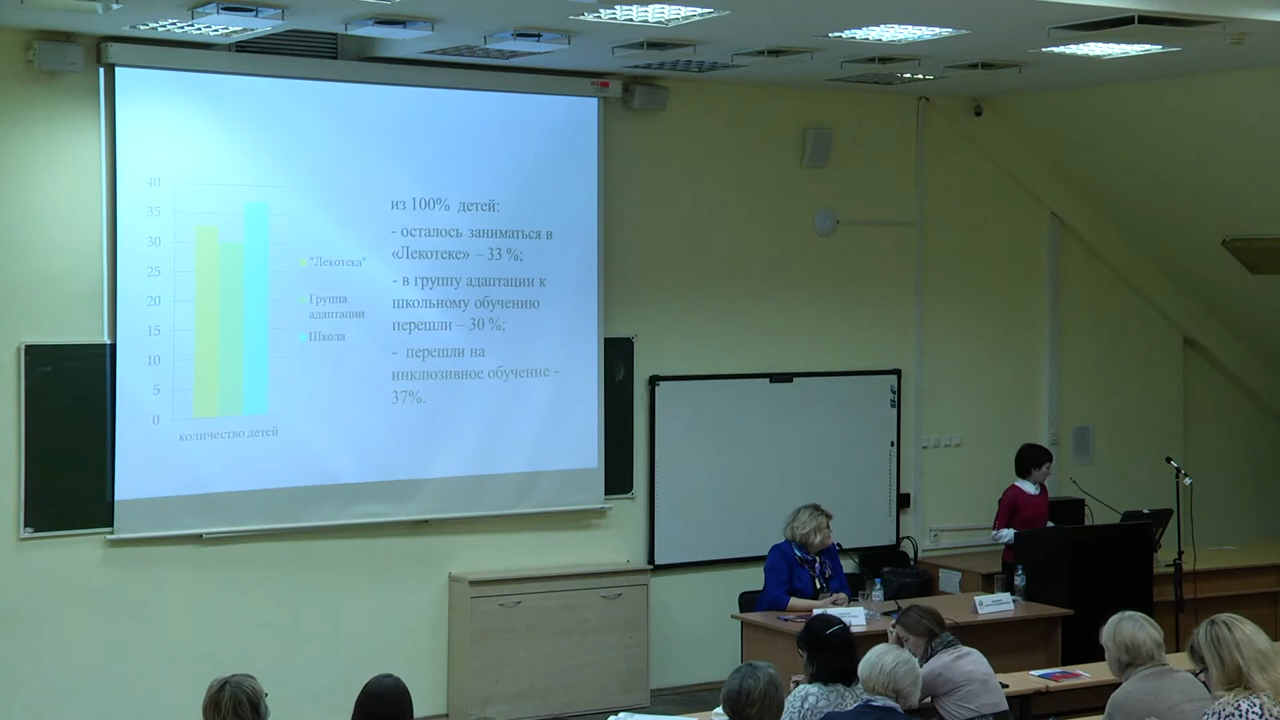 40
35
30
25
20
15
10
5
0
количество детей
"Лекотека"
Группа
адаптации
Школа
из 100% детей:
- осталось заниматься в
«Лекотеке» – 33 %;
- в группу адаптации к
школьному обучению
перешли – 30 %;
- перешли на
инклюзивное обучение -
37%.